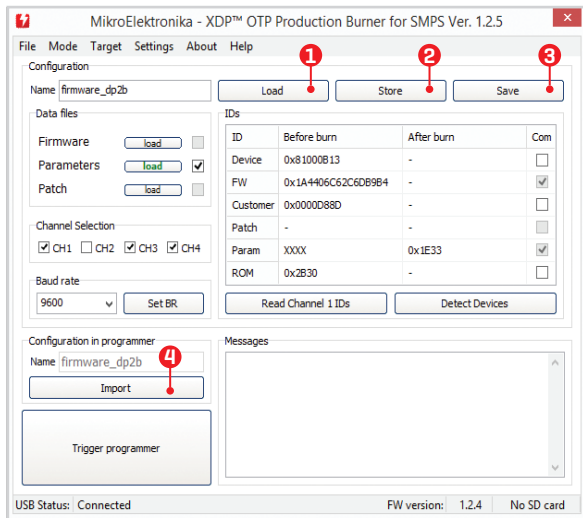 MikroElektronika - XDP™ OTP Production Burner for SMPS Ver. 1.2.5
File Mode Target Settings About Help
1 2 3
Configuration
Name firmware_dp2b Load Store Save
Data files
Firmware load
Parameters load
Patch load
Channel Selection
CH1 CH2 CH3 CH4
Baud rate
9600 Set BR
IDs
ID Before burn After burn Com
Device 0x81000B13 -
FW 0x1A4406C62C6DB9B4 -
Customer 0x0000D88D -
Patch - -
Param XXXX 0x1E33
ROM 0x2B30 -
Read Channel 1 IDs Detect Devices
Configuration in programmer
Name firmware_dp2b
4
Import
Trigger programmer
Messages
USB Status: Connected FW version: 1.2.4 No SD card